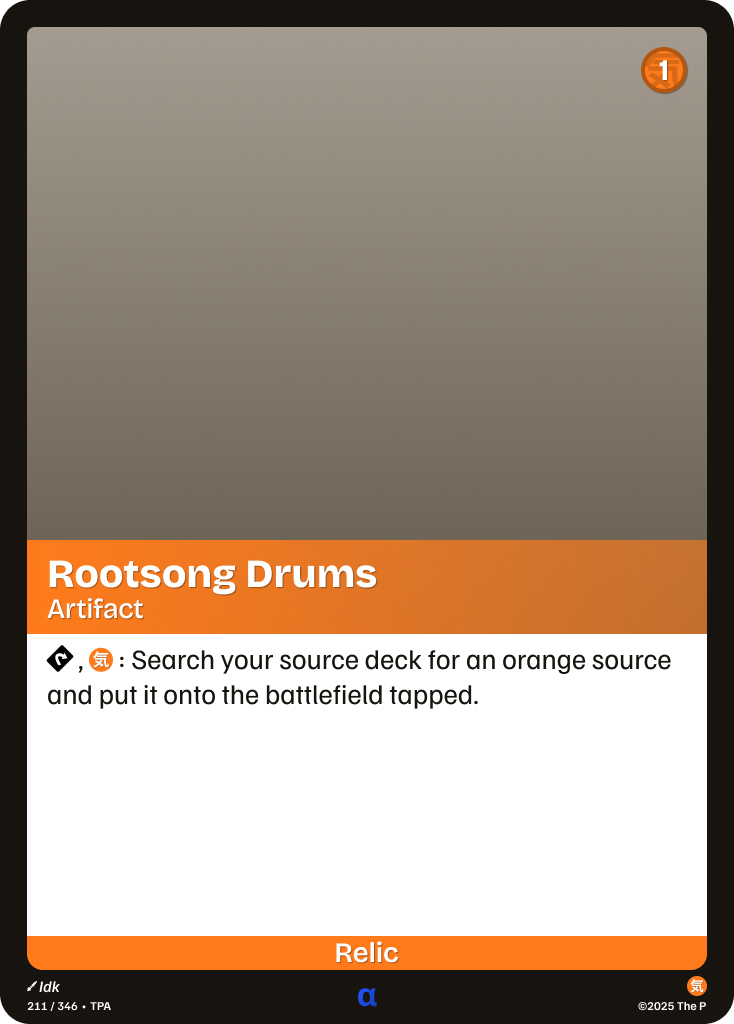 1
Rootsong Drums
Artifact
, 気 : Search your source deck for an orange source
and put it onto the battlefield tapped.
Relic
Idk
気
211 / 346 • TPA
α
©2025 The P